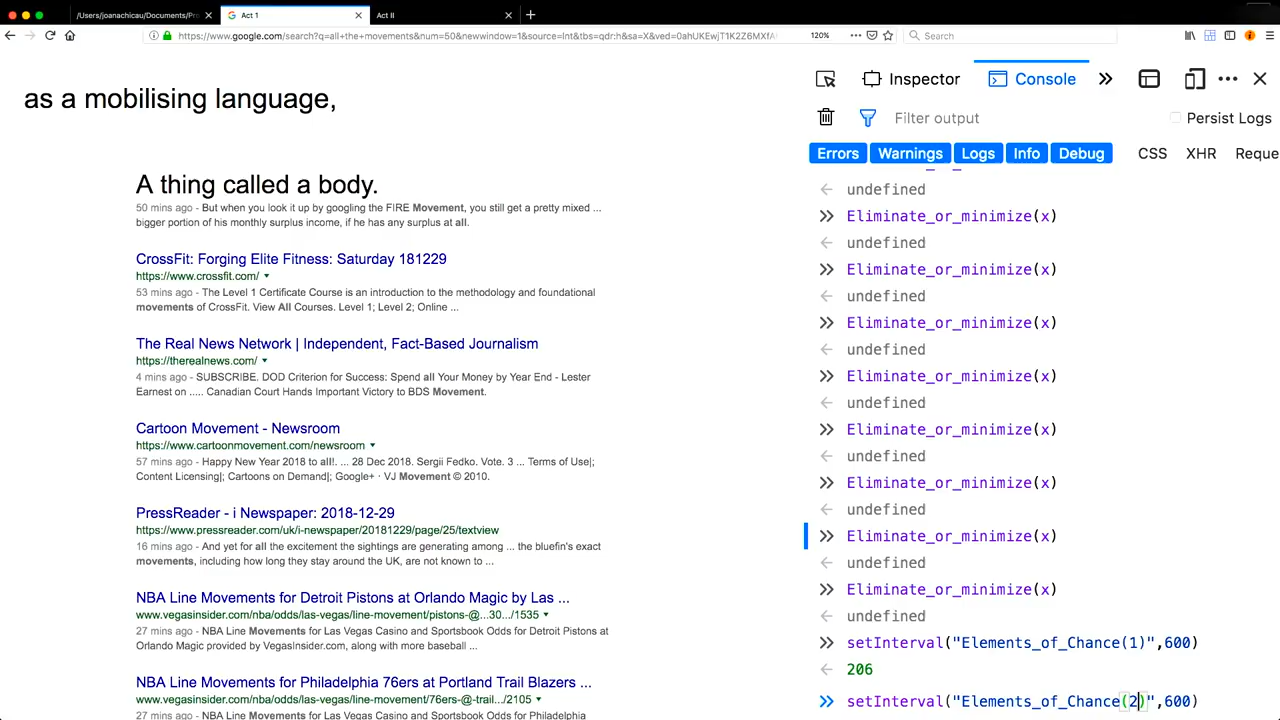 /Users/joanachicau/Documents/Pr
Act 1
Act II
https://www.google.com/search?q=all+the+movements&num=50&newwindow=1&source=lnt&tbs=qdr:h&sa=X&ved=0ahUKEwjT1K2Z6MXfA
120%
Search
as a mobilising language,
A thing called a body.
50 mins ago - But when you look it up by googling the FIRE Movement, you still get a pretty mixed ...
bigger portion of his monthly surplus income, if he has any surplus at all.
CrossFit: Forging Elite Fitness: Saturday 181229
https://www.crossfit.com/
53 mins ago - The Level 1 Certificate Course is an introduction to the methodology and foundational
movements of CrossFit. View All Courses. Level 1; Level 2; Online ...
The Real News Network | Independent, Fact-Based Journalism
https://therealnews.com/
4 mins ago - SUBSCRIBE. DOD Criterion for Success: Spend all Your Money by Year End - Lester
Earnest on ..... Canadian Court Hands Important Victory to BDS Movement.
Cartoon Movement - Newsroom
https://www.cartoonmovement.com/newsroom
57 mins ago - Happy New Year 2018 to all!. ... 28 Dec 2018. Sergii Fedko. Vote. 3 ... Terms of Use|;
Content Licensing|; Cartoons on Demand|; Google+ · VJ Movement © 2010.
PressReader - i Newspaper: 2018-12-29
https://www.pressreader.com/uk/i-newspaper/20181229/page/25/textview
16 mins ago - And yet for all the excitement the sightings are generating among ... the bluefin's exact
movements, including how long they stay around the UK, are not known to ...
NBA Line Movements for Detroit Pistons at Orlando Magic by Las ...
www.vegasinsider.com/nba/odds/las-vegas/line-movement/pistons-@...30.../1535
27 mins ago - NBA Line Movements for Las Vegas Casino and Sportsbook Odds for Detroit Pistons at
Orlando Magic provided by VegasInsider.com, along with more baseball ...
NBA Line Movements for Philadelphia 76ers at Portland Trail Blazers ...
www.vegasinsider.com/nba/odds/las-vegas/line-movement/76ers-@-trail.../2105
27 mins ago - NBA Line Movements for Las Vegas Casino and Sportsbook Odds for Philadelphia
Inspector
Console
Filter output
Persist Logs
Errors
Warnings
Logs
Info
Debug
CSS
XHR
Reque
undefined
Eliminate_or_minimize(x)
undefined
Eliminate_or_minimize(x)
undefined
Eliminate_or_minimize(x)
undefined
Eliminate_or_minimize(x)
undefined
Eliminate_or_minimize(x)
undefined
Eliminate_or_minimize(x)
undefined
Eliminate_or_minimize(x)
undefined
Eliminate_or_minimize(x)
undefined
setInterval("Elements_of_Chance(1)",600)
206
setInterval("Elements_of_Chance(2)",600)